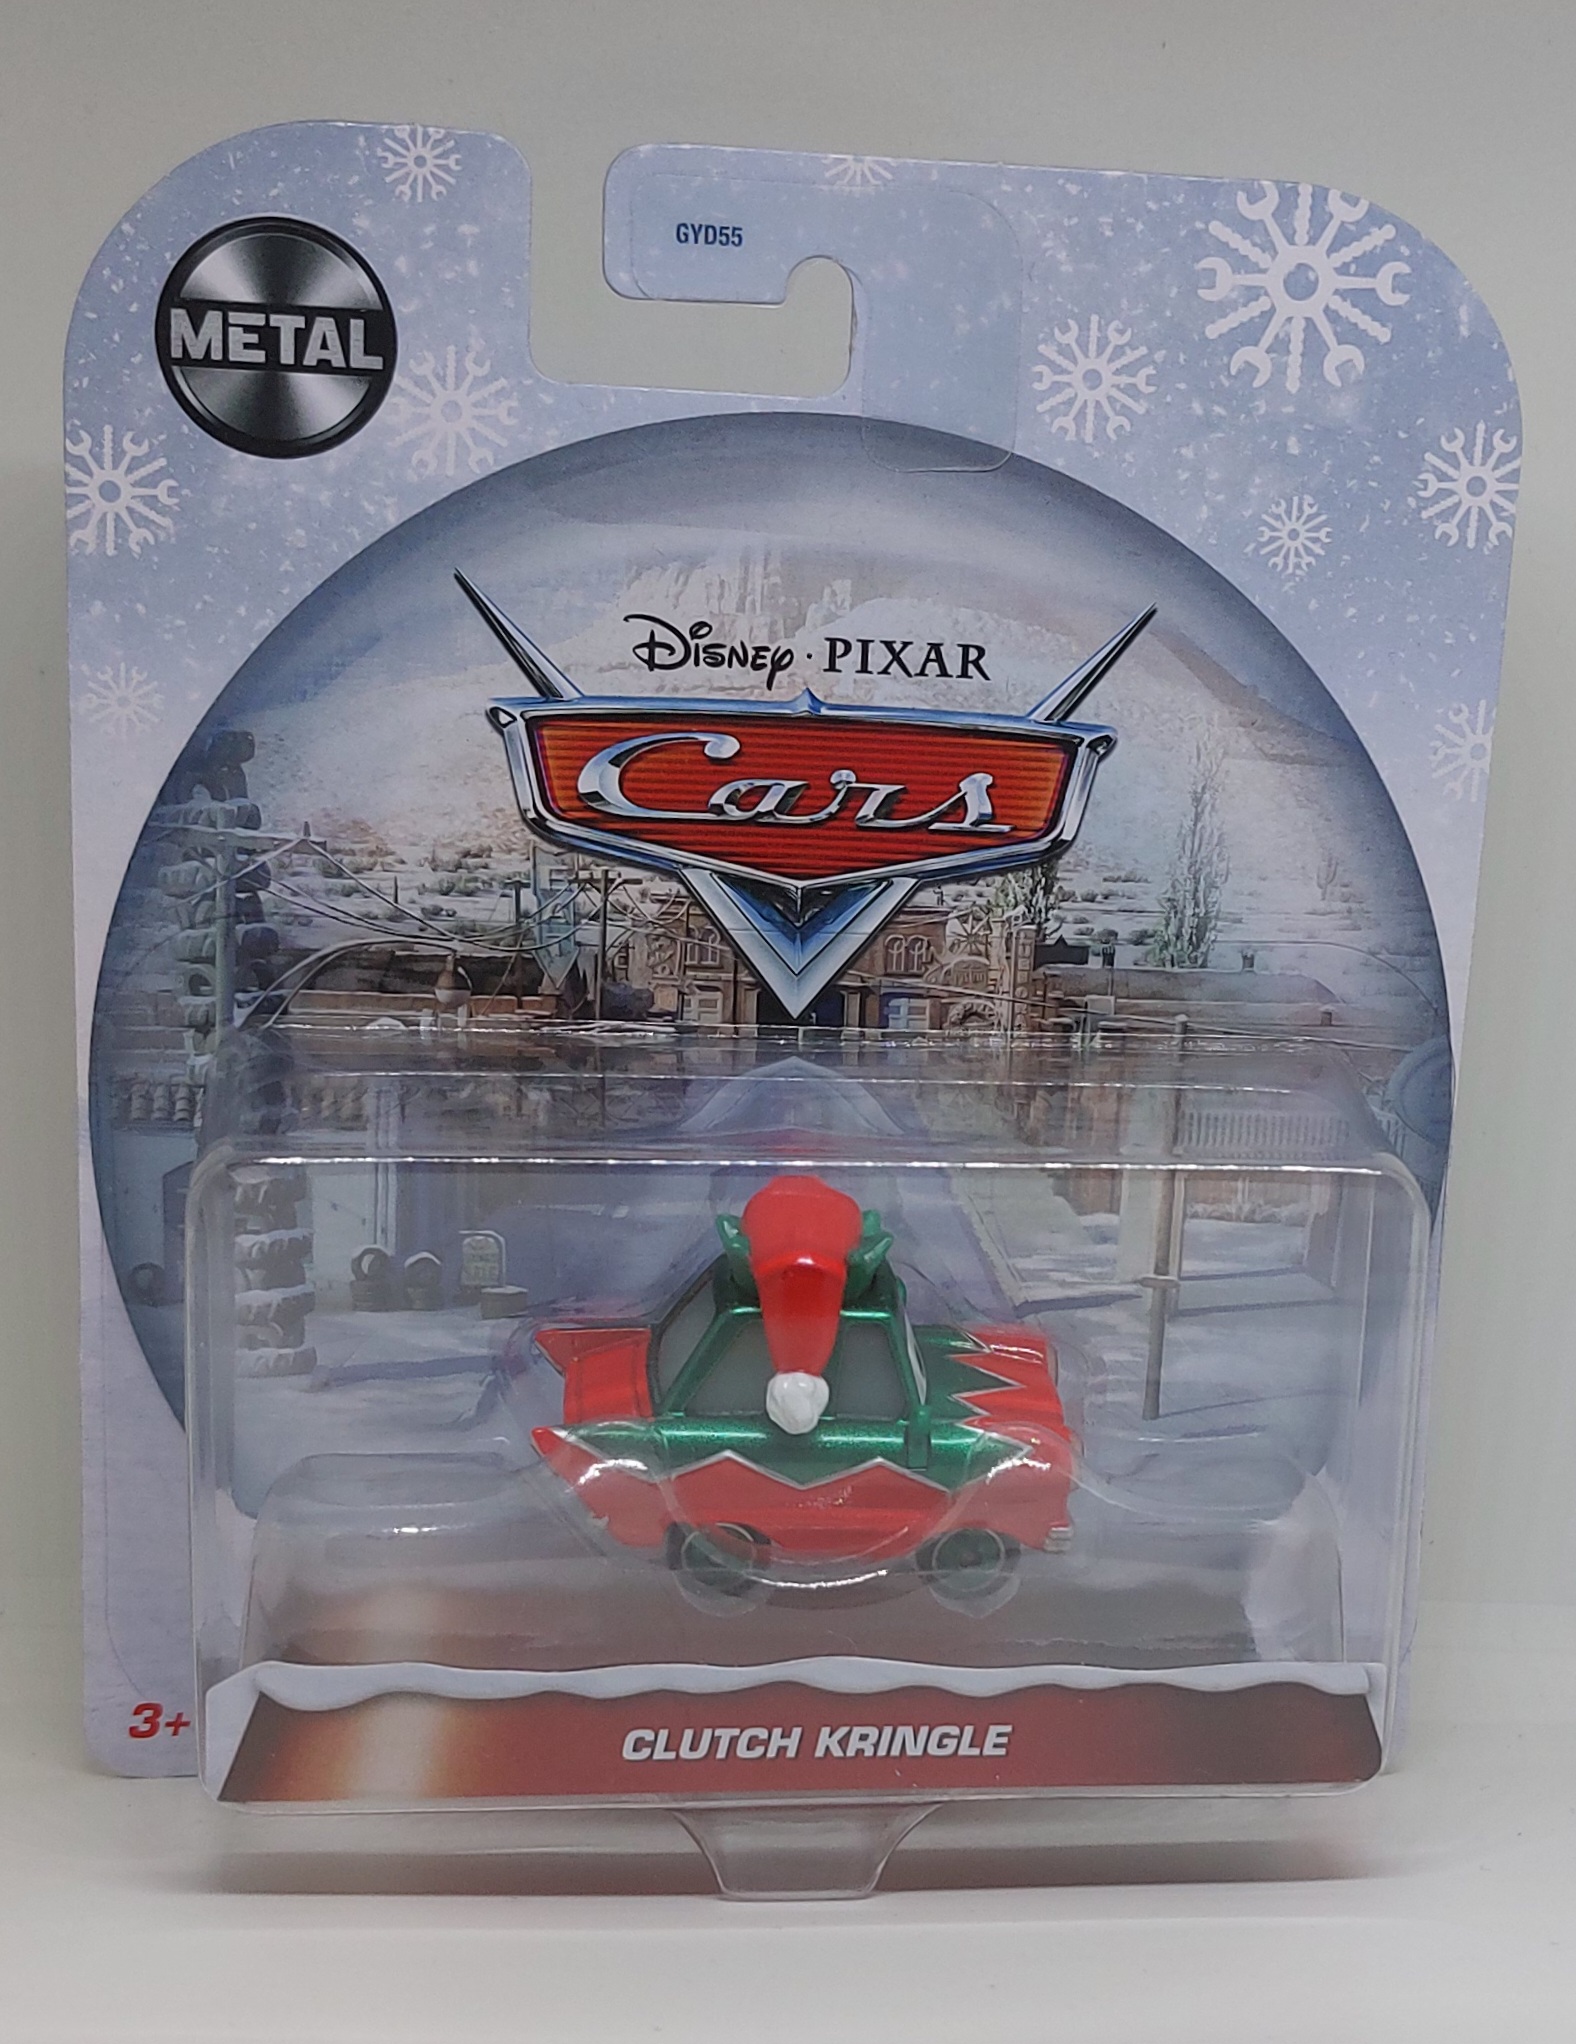 GYD55
METAL
Disney · PIXAR
Cars
3+
CLUTCH KRINGLE